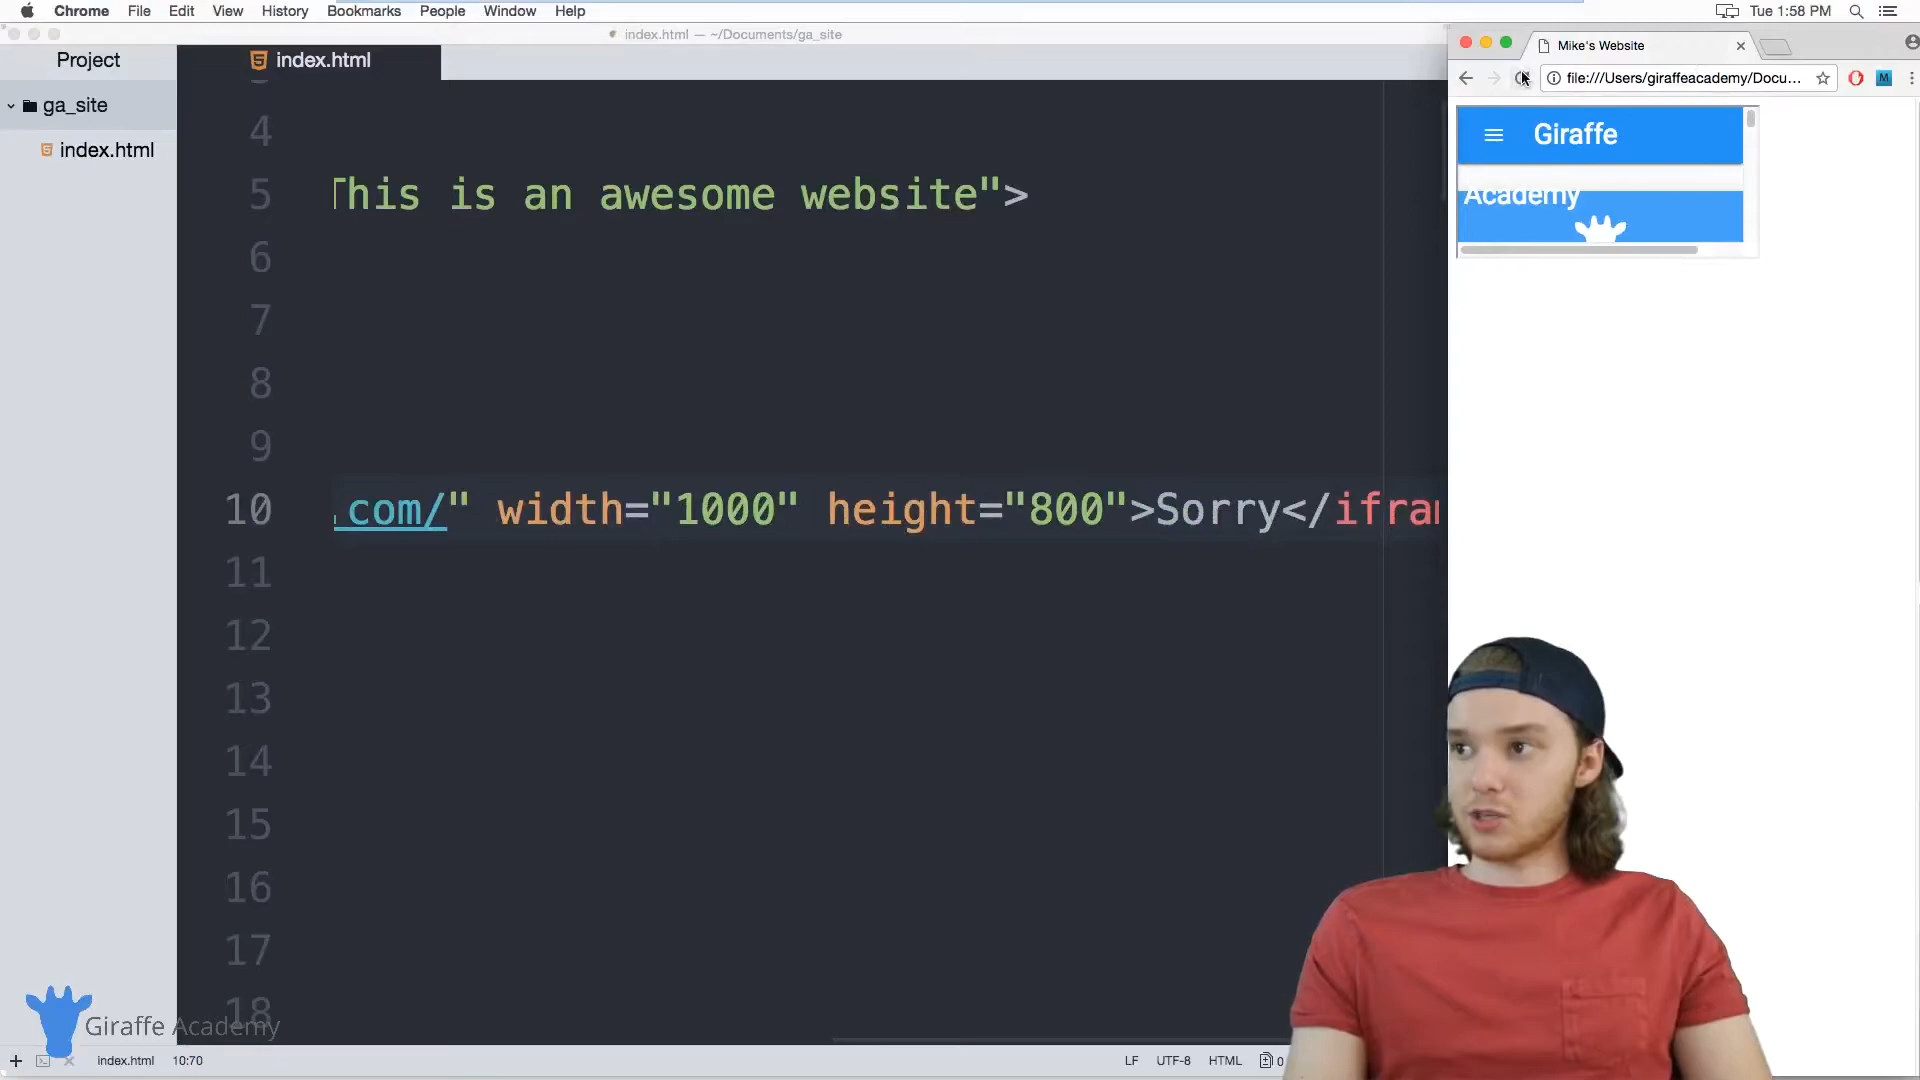 Chrome File Edit View History Bookmarks People Window Help
Tue 1:58 PM
index.html — ~/Documents/ga_site
Project
index.html
Mike's Website
ga_site
index.html
file:///Users/giraffeacademy/Docu...
M
Giraffe
Academy
4
5 This is an awesome website">
6
7
8
9
10 .com/" width="1000" height="800">Sorry</ifra
11
12
13
14
15
16
17
18
Giraffe Academy
index.html 10:70
LF UTF-8 HTML 0